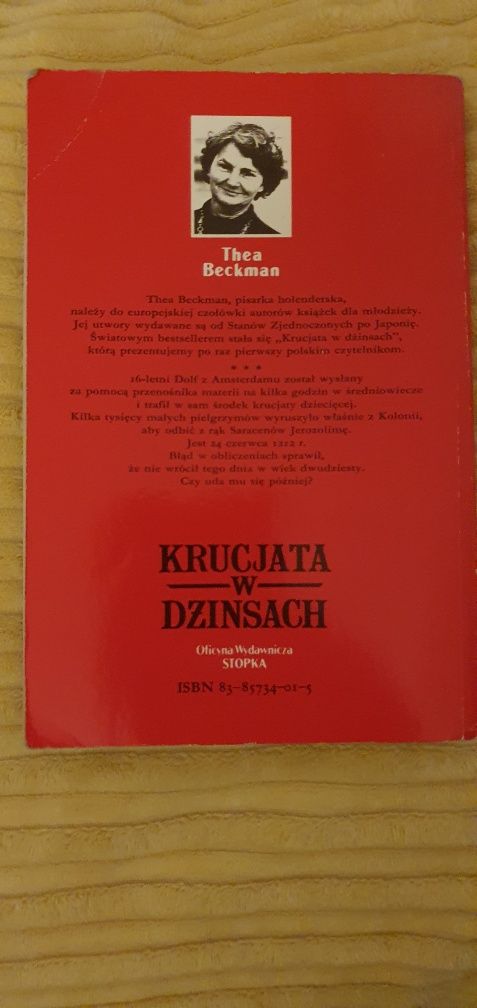 Thea
Beckman
Thea Beckman, pisarka holenderska,
należy do europejskiej czołówki autorów książek dla młodzieży.
Jej utwory wydawane są od Stanów Zjednoczonych po Japonię.
Światowym bestsellerem stała się „Krucjata w dżinsach",
którą prezentujemy po raz pierwszy polskim czytelnikom.
* * *
16-letni Dolf z Amsterdamu został wysłany
za pomocą przenośnika materii na kilka godzin w średniowiecze
i trafił w sam środek krucjaty dziecięcej.
Kilka tysięcy małych pielgrzymów wyruszyło właśnie z Kolonii,
aby odbić z rąk Saracenów Jerozolimę.
Jest 24 czerwca 1212 r.
Błąd w obliczeniach sprawił,
że nie wrócił tego dnia w wiek dwudziesty.
Czy uda mu się później?
KRUCJATA
W
DŻINSACH
Oficyna Wydawnicza
STOPKA
ISBN 83-85734-01-5